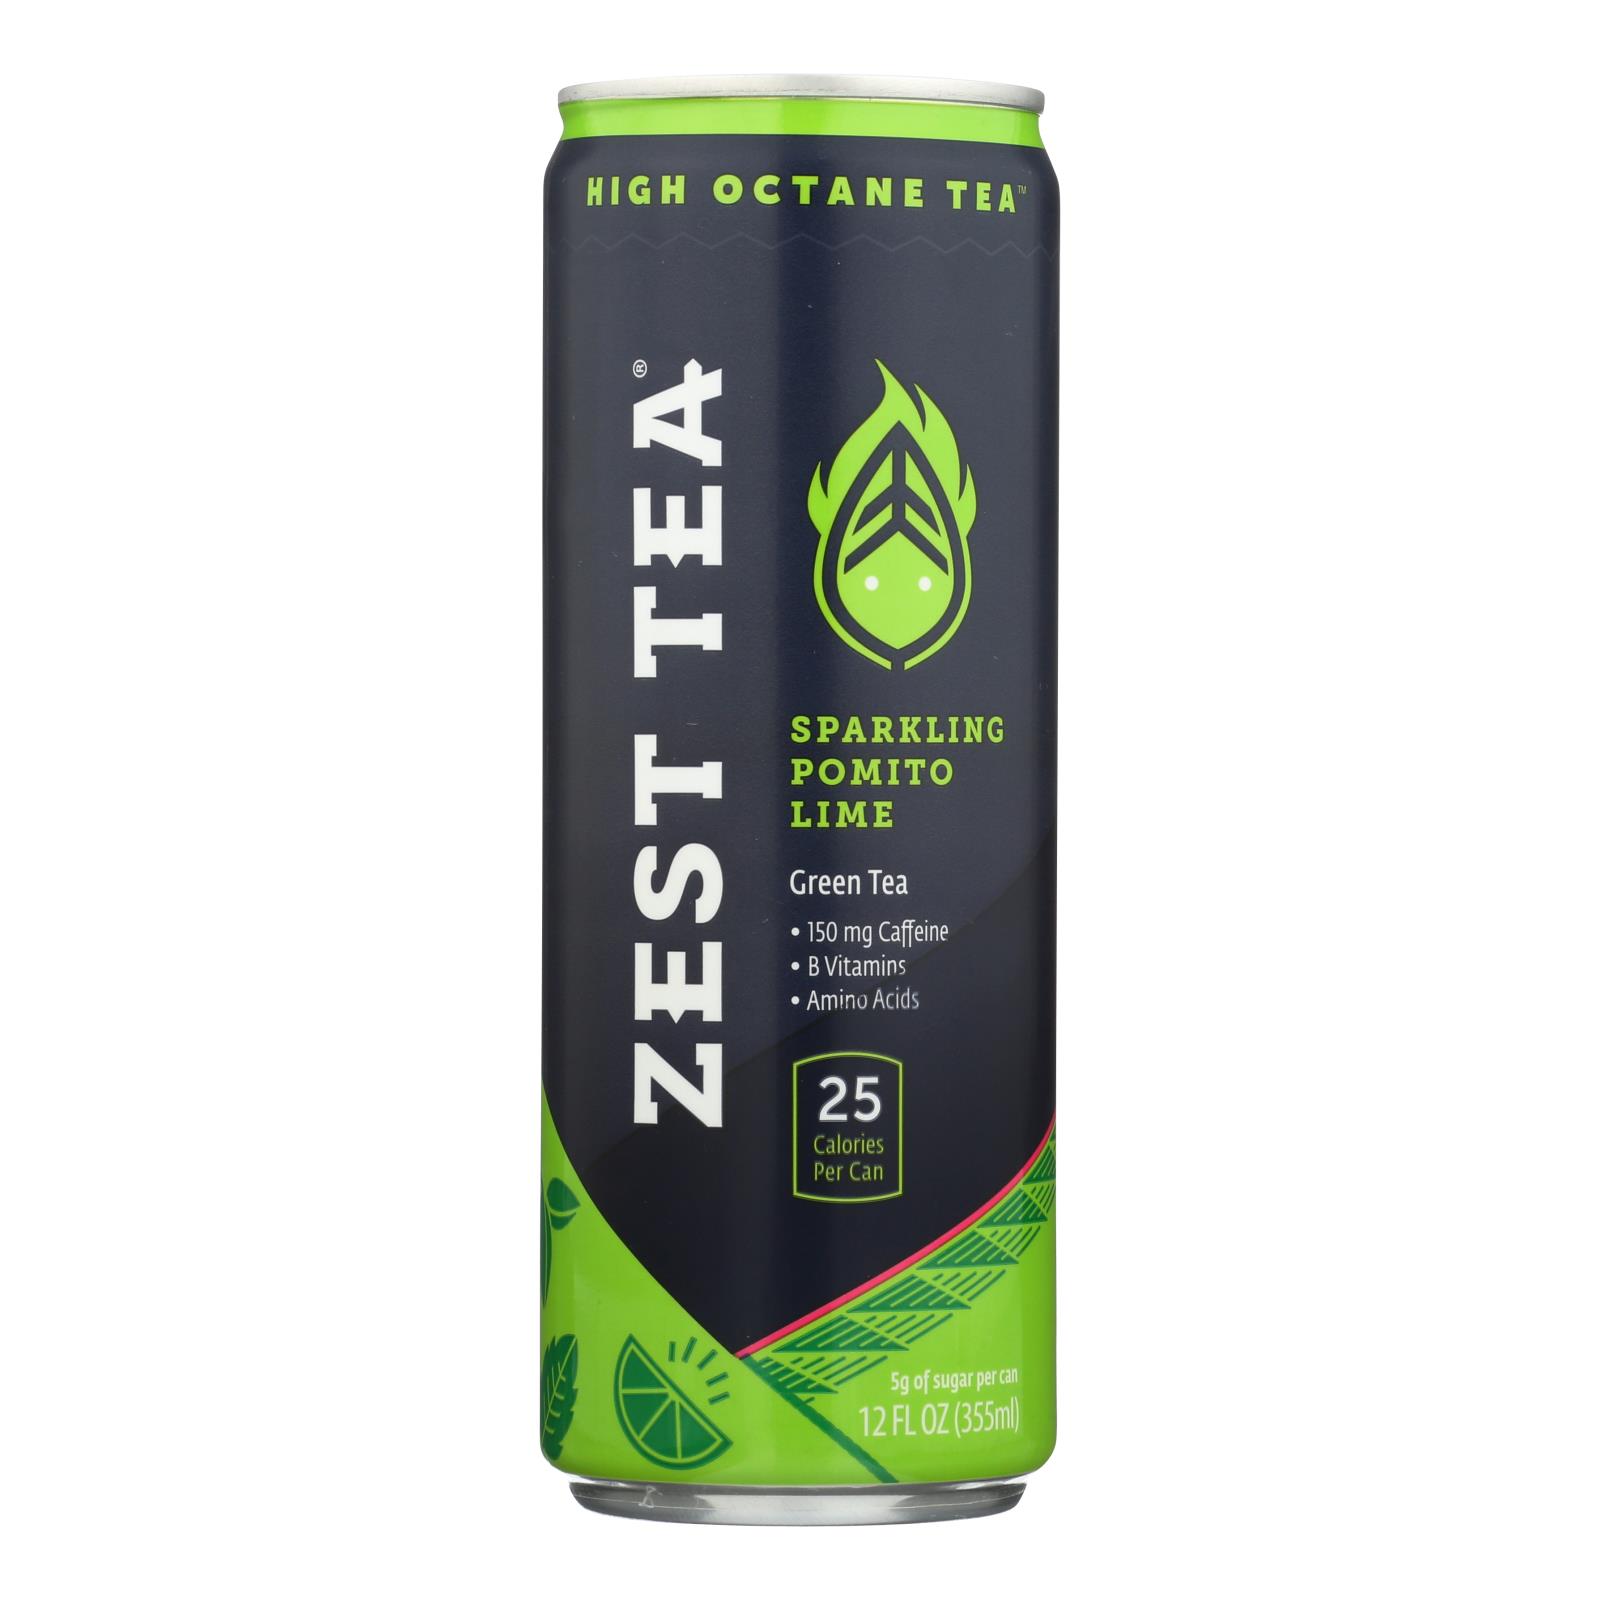 HIGH OCTANE TEA™
ZEST TEA®
SPARKLING
POMITO
LIME
Green Tea
• 150 mg Caffeine
• B Vitamins
• Amino Acids
25
Calories
Per Can
5g of sugar per can
12 FL OZ (355ml)